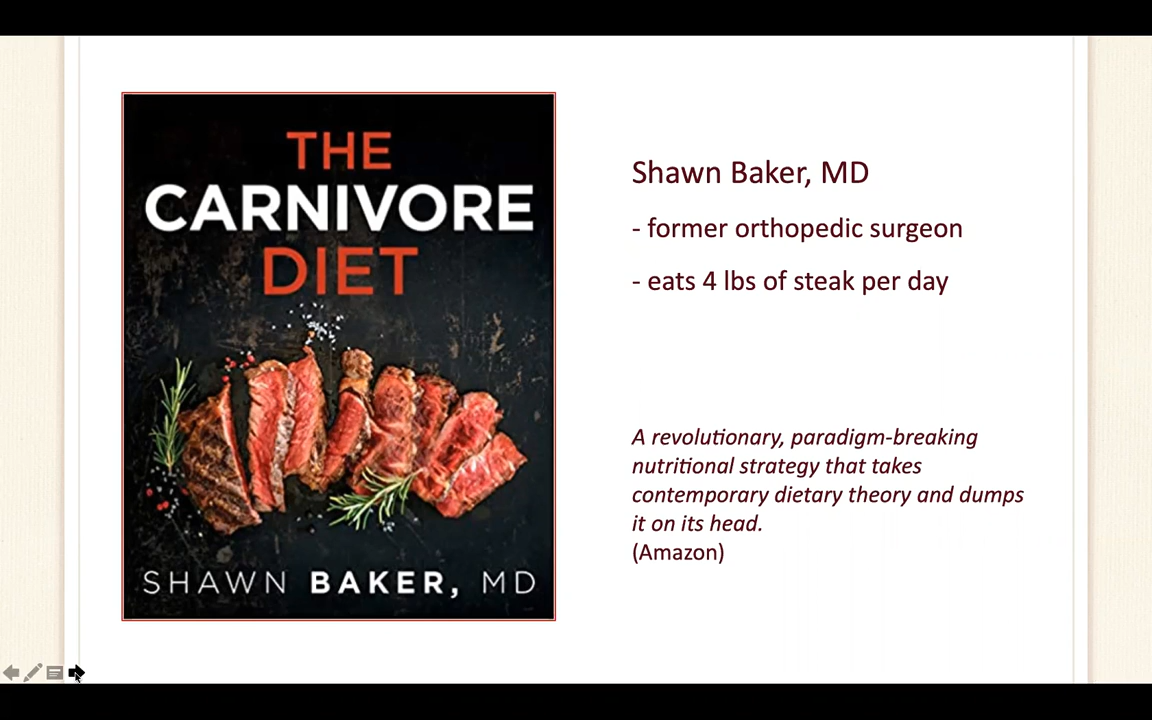 THE
CARNIVORE
DIET
SHAWN BAKER, MD
Shawn Baker, MD
- former orthopedic surgeon
- eats 4 lbs of steak per day
A revolutionary, paradigm-breaking
nutritional strategy that takes
contemporary dietary theory and dumps
it on its head.
(Amazon)